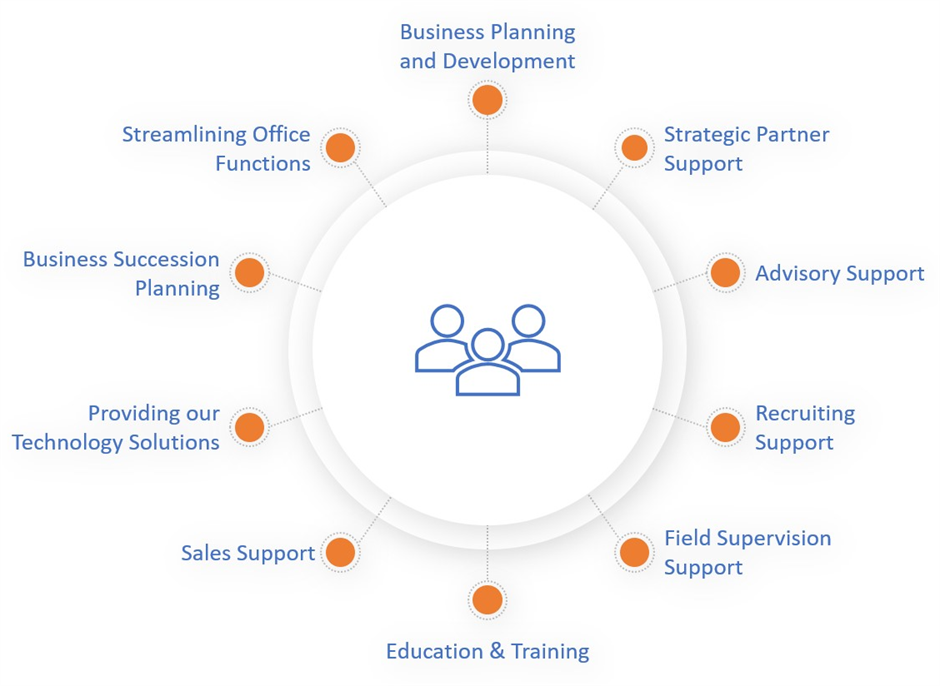 Business Planning
and Development
Strategic Partner
Support
Advisory Support
Recruiting
Support
Field Supervision
Support
Education & Training
Sales Support
Providing our
Technology Solutions
Business Succession
Planning
Streamlining Office
Functions